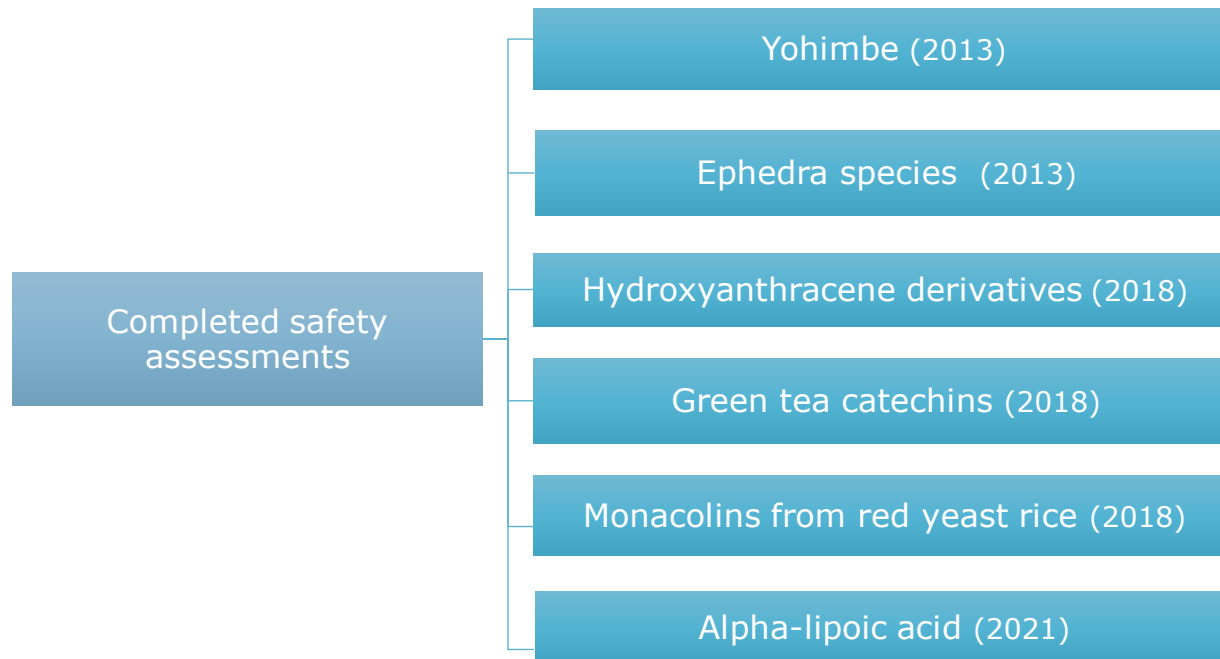 Yohimbe (2013)
Ephedra species (2013)
Hydroxyanthracene derivatives (2018)
Completed safety
assessments
Green tea catechins (2018)
Monacolins from red yeast rice (2018)
Alpha-lipoic acid (2021)